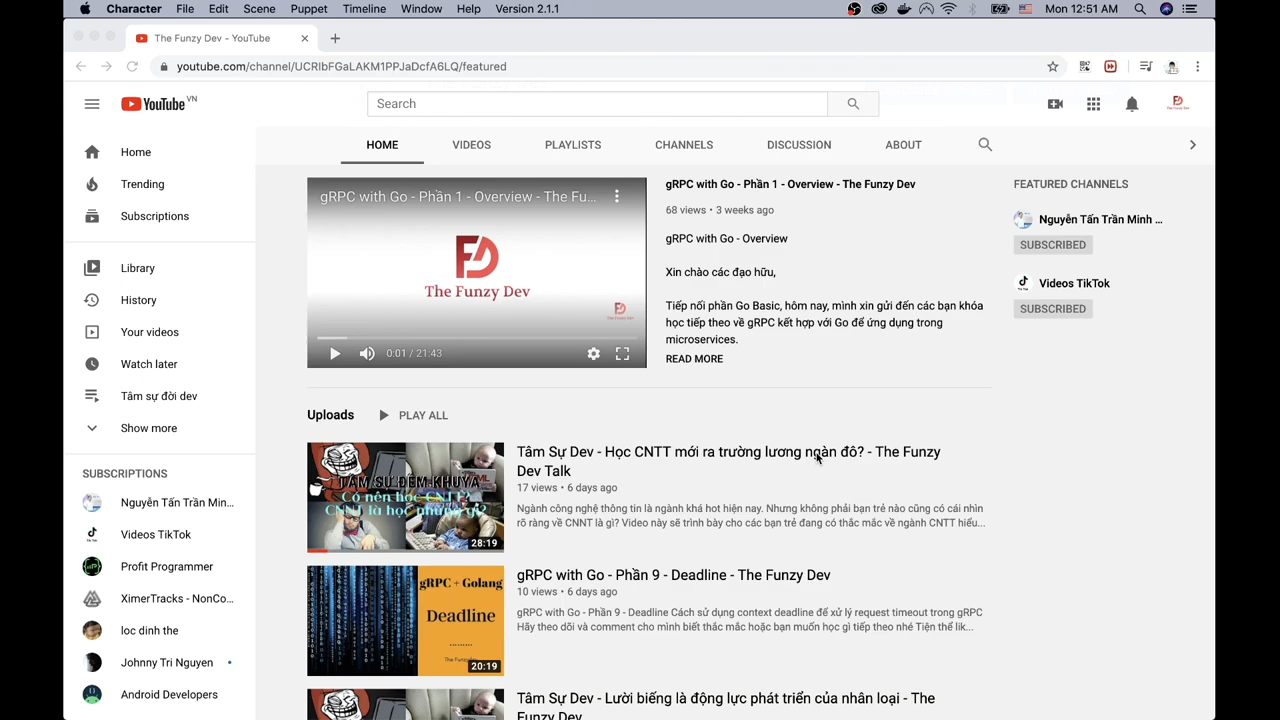 Character File Edit Scene Puppet Timeline Window Help Version 2.1.1 Mon 12:51 AM
The Funzy Dev - YouTube
youtube.com/channel/UCRIbFGaLAKM1PPJaDcfA6LQ/featured
YouTube VN
Search
HOME VIDEOS PLAYLISTS CHANNELS DISCUSSION ABOUT
Home
Trending
Subscriptions
Library
History
Your videos
Watch later
Tâm sự đời dev
Show more
SUBSCRIPTIONS
Nguyễn Tấn Trần Min...
Videos TikTok
Profit Programmer
XimerTracks - NonCo...
loc dinh the
Johnny Tri Nguyen
Android Developers
gRPC with Go - Phần 1 - Overview - The Fu...
The Funzy Dev
0:01 / 21:43
gRPC with Go - Phần 1 - Overview - The Funzy Dev
68 views • 3 weeks ago
gRPC with Go - Overview
Xin chào các đạo hữu,
Tiếp nối phần Go Basic, hôm nay, mình xin gửi đến các bạn khóa
học tiếp theo về gRPC kết hợp với Go để ứng dụng trong
microservices.
READ MORE
FEATURED CHANNELS
Nguyễn Tấn Trần Minh ...
SUBSCRIBED
Videos TikTok
SUBSCRIBED
Uploads PLAY ALL
TÂM SỰ ĐÊM KHUYA
Có nên học CNTT?
CNNT là học những gì?
28:19
Tâm Sự Dev - Học CNTT mới ra trường lương ngàn đô? - The Funzy
Dev Talk
17 views • 6 days ago
Ngành công nghệ thông tin là ngành khá hot hiện nay. Nhưng không phải bạn trẻ nào cũng có cái nhìn
rõ ràng về CNNT là gì? Video này sẽ trình bày cho các bạn trẻ đang có thắc mắc về ngành CNTT hiểu...
gRPC + Golang
Deadline
20:19
gRPC with Go - Phần 9 - Deadline - The Funzy Dev
10 views • 6 days ago
gRPC with Go - Phần 9 - Deadline Cách sử dụng context deadline để xử lý request timeout trong gRPC
Hãy theo dõi và comment cho mình biết thắc mắc hoặc bạn muốn học gì tiếp theo nhé Tiện thể lik...
Tâm Sự Dev - Lười biếng là động lực phát triển của nhân loại - The
Funzy Dev